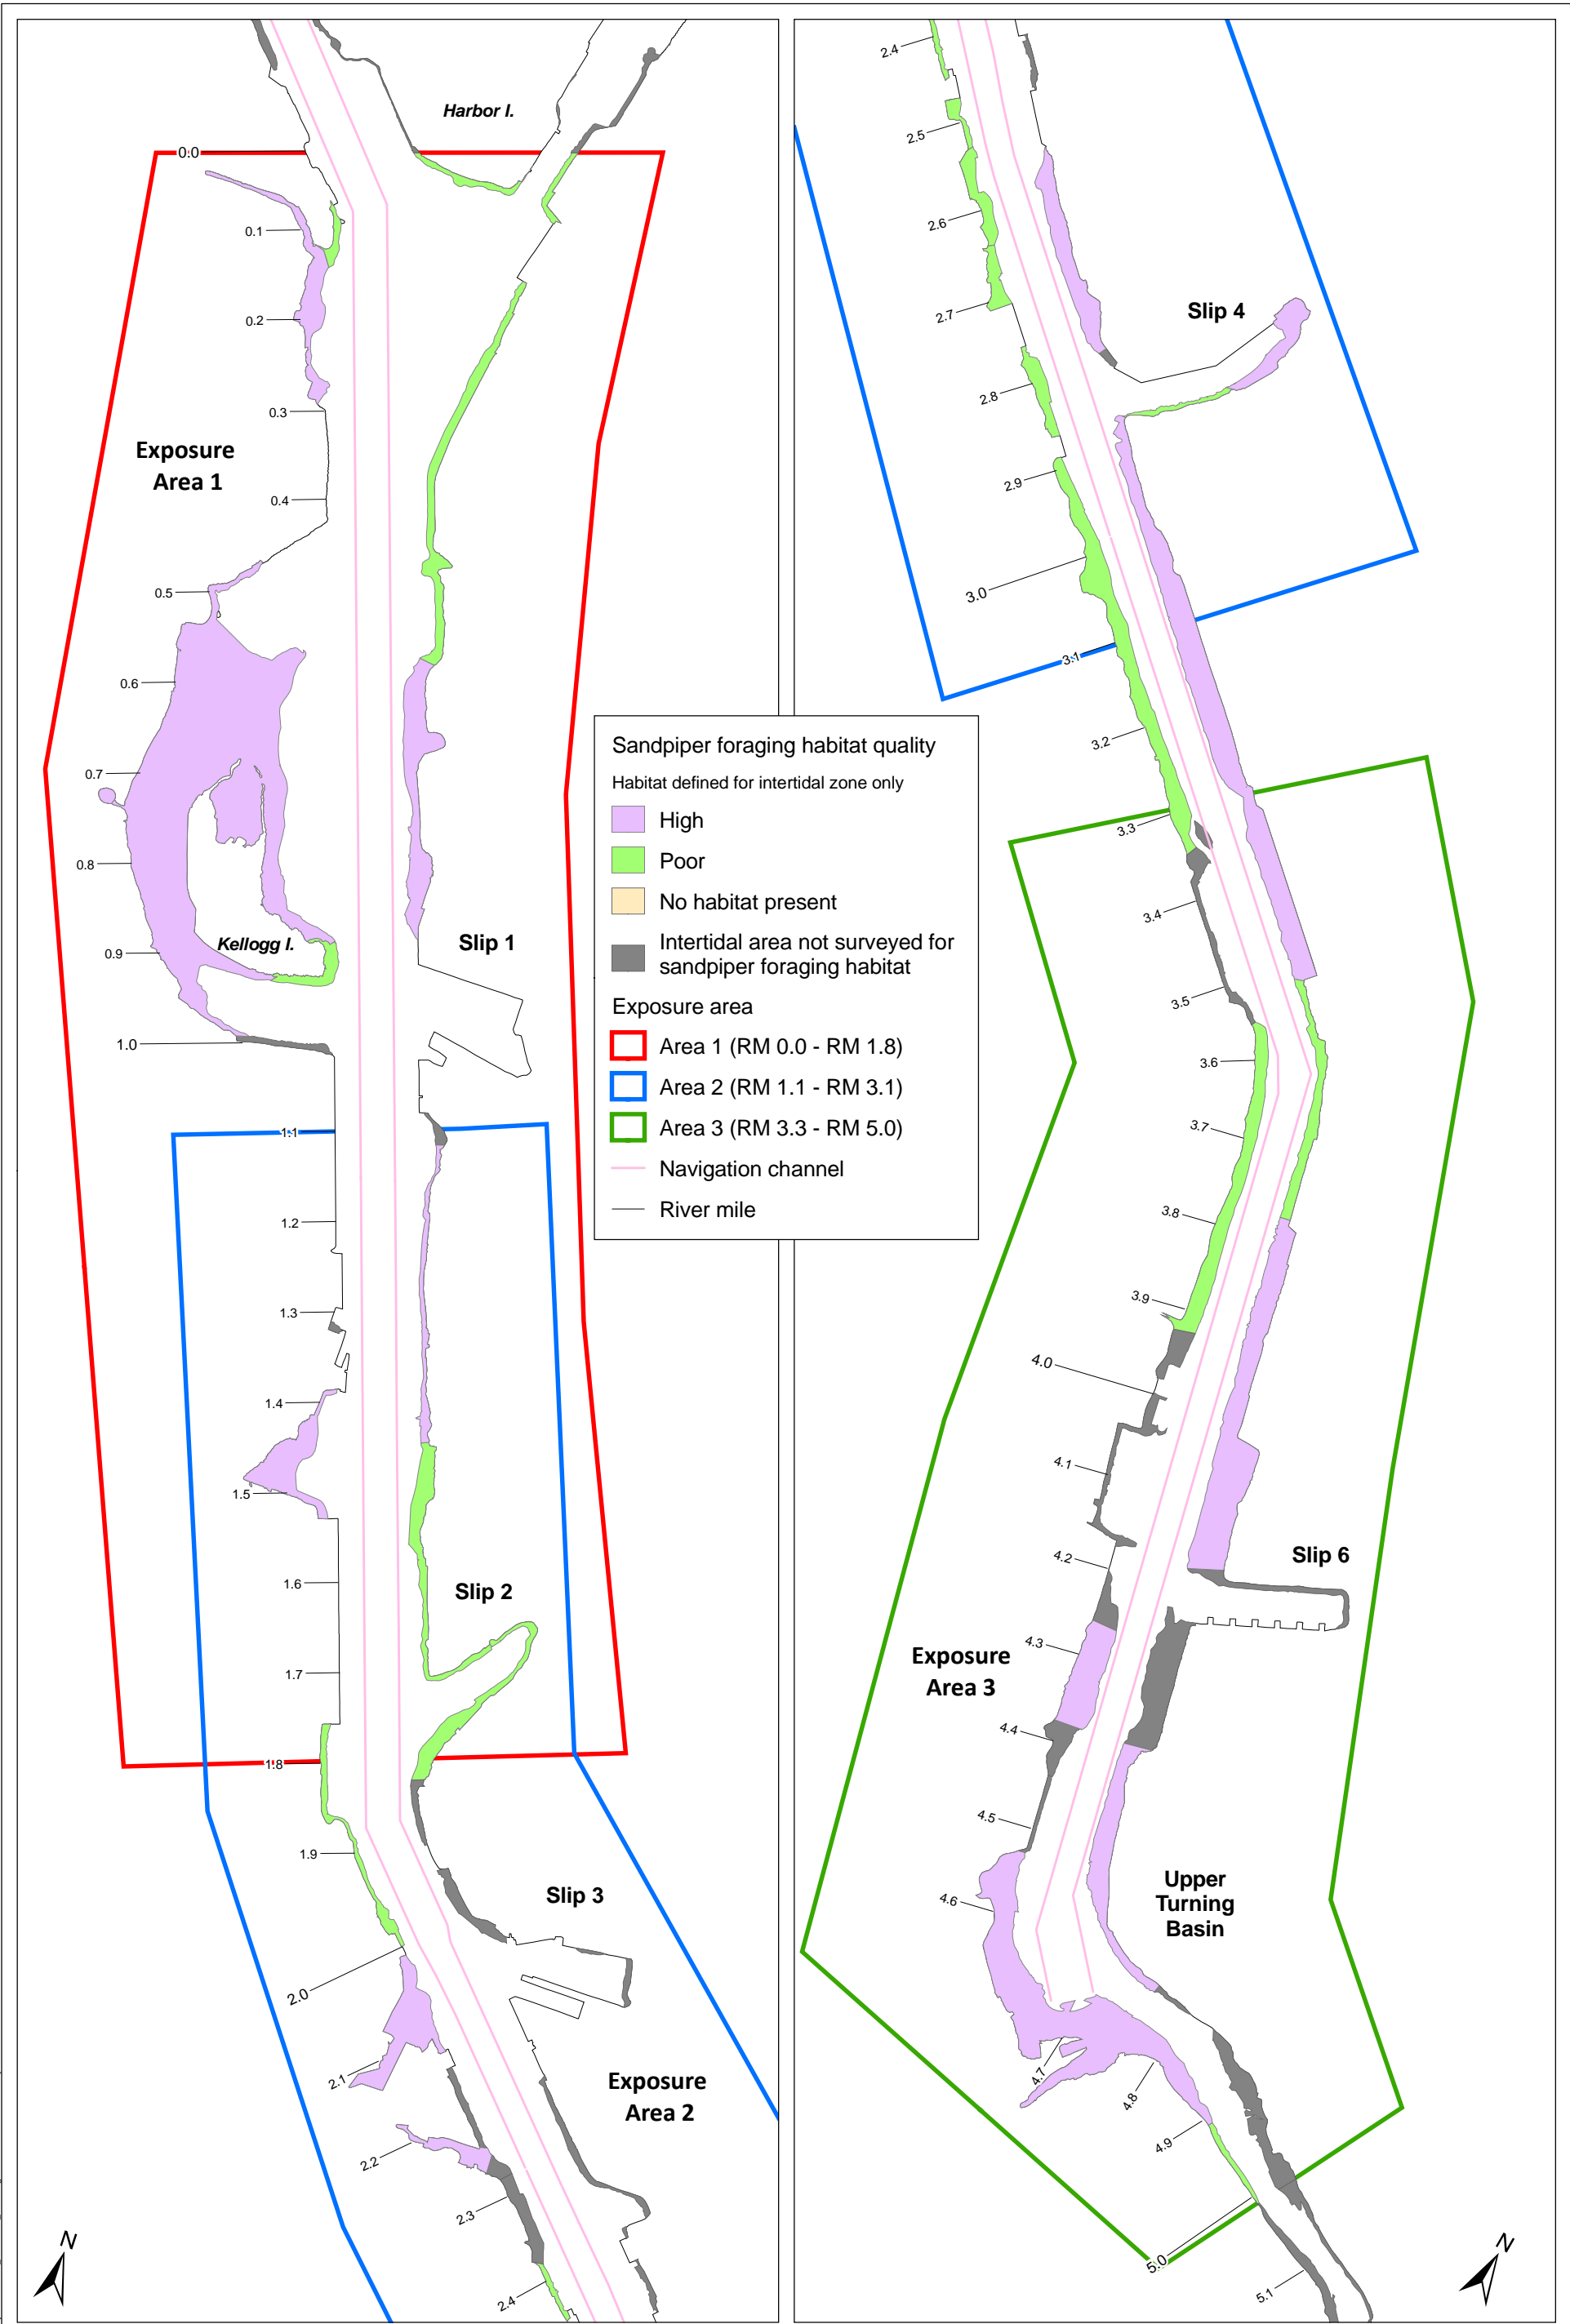 Harbor I.
0.0
0.1
0.2
0.3
Exposure
Area 1
0.4
0.5
0.6
0.7
0.8
Kellogg I.
Slip 1
0.9
1.0
1.1
1.2
1.3
1.4
1.5
1.6
Slip 2
1.7
1.8
1.9
Slip 3
2.0
2.1
Exposure
Area 2
2.2
2.3
2.4
N
Sandpiper foraging habitat quality
Habitat defined for intertidal zone only
High
Poor
No habitat present
Intertidal area not surveyed for
sandpiper foraging habitat
Exposure area
Area 1 (RM 0.0 - RM 1.8)
Area 2 (RM 1.1 - RM 3.1)
Area 3 (RM 3.3 - RM 5.0)
Navigation channel
River mile
2.4
2.5
2.6
2.7
Slip 4
2.8
2.9
3.0
3.1
3.2
3.3
3.4
3.5
3.6
3.7
3.8
3.9
4.0
4.1
4.2
Slip 6
4.3
Exposure
Area 3
4.4
4.5
4.6
Upper
Turning
Basin
4.7
4.8
4.9
5.0
5.1
N